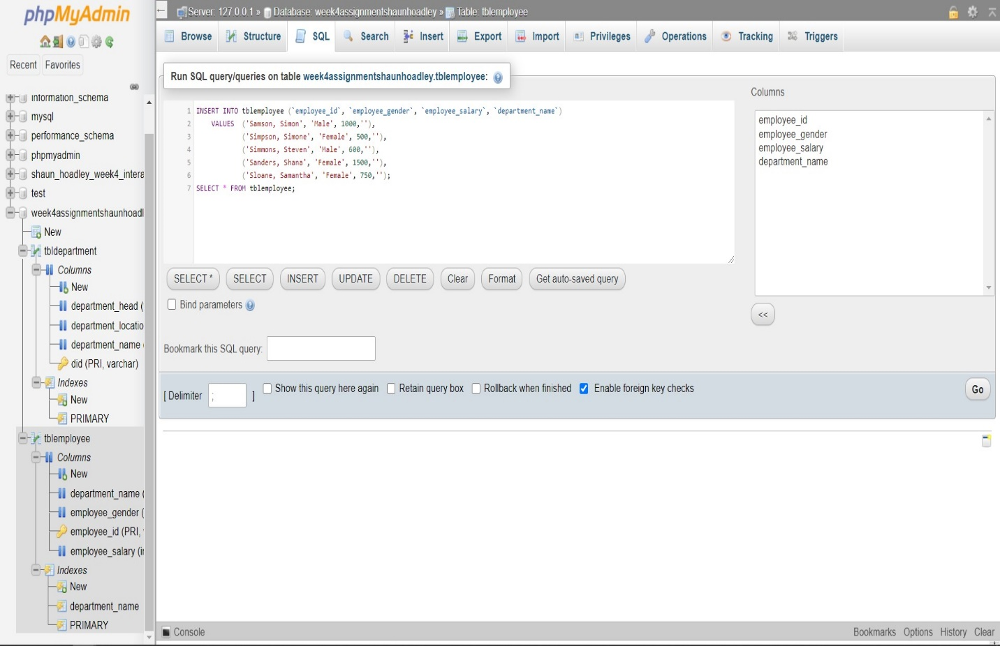 phpMyAdmin
Recent Favorites
information_schema
mysql
performance_schema
phpmyadmin
shaun_hoadley_week4_intera
test
week4assignmentshaunhoadl
New
tbldepartment
Columns
New
department_head (
department_locatio
department_name
did (PRI, varchar)
Indexes
New
PRIMARY
tblemployee
Columns
New
department_name (
employee_gender (
employee_id (PRI,
employee_salary (in
Indexes
New
department_name
PRIMARY
Server: 127.0.0.1 » Database: week4assignmentshaunhoadley » Table: tblemployee
Browse Structure SQL Search Insert Export Import Privileges Operations Tracking Triggers
Run SQL query/queries on table week4assignmentshaunhoadley.tblemployee:
1 INSERT INTO tblemployee (`employee_id`, `employee_gender`, `employee_salary`, `department_name`)
2 VALUES ('Samson, Simon', 'Male', 1000,''),
3 ('Simpson, Simone', 'Female', 500,''),
4 ('Simmons, Steven', 'Male', 600,''),
5 ('Sanders, Shana', 'Female', 1500,''),
6 ('Sloane, Samantha', 'Female', 750,'');
7 SELECT * FROM tblemployee;
Columns
employee_id
employee_gender
employee_salary
department_name
SELECT * SELECT INSERT UPDATE DELETE Clear Format Get auto-saved query
<<
Bind parameters
Bookmark this SQL query:
[ Delimiter ; ] Show this query here again Retain query box Rollback when finished Enable foreign key checks Go
Console Bookmarks Options History Clear